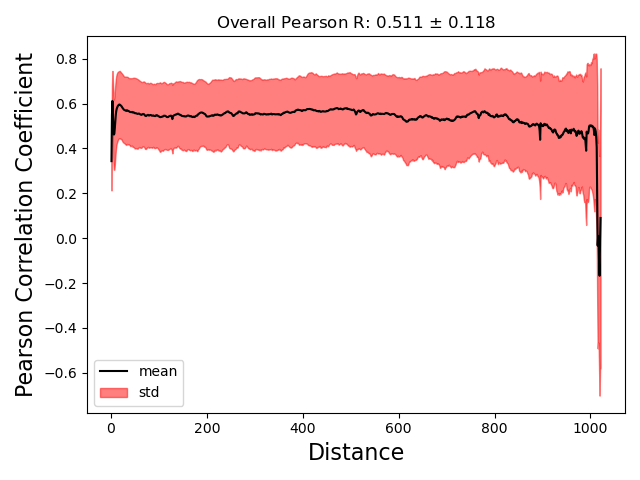 Overall Pearson R: 0.511 ± 0.118
Pearson Correlation Coefficient
0.8
0.6
0.4
0.2
0.0
−0.2
−0.4
−0.6
mean
std
0 200 400 600 800 1000
Distance